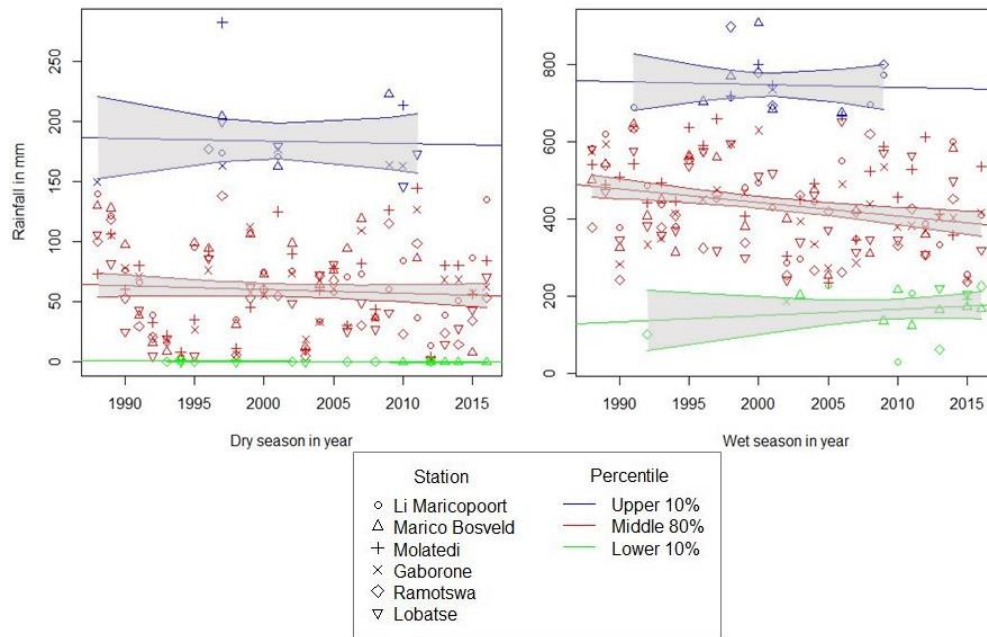 Rainfall in mm
0 50 100 150 200 250
1990 1995 2000 2005 2010 2015
Dry season in year
0 200 400 600 800
1990 1995 2000 2005 2010 2015
Wet season in year
Station
Li Maricopoort
Marico Bosveld
Molatedi
Gaborone
Ramotswa
Lobatse
Percentile
Upper 10%
Middle 80%
Lower 10%